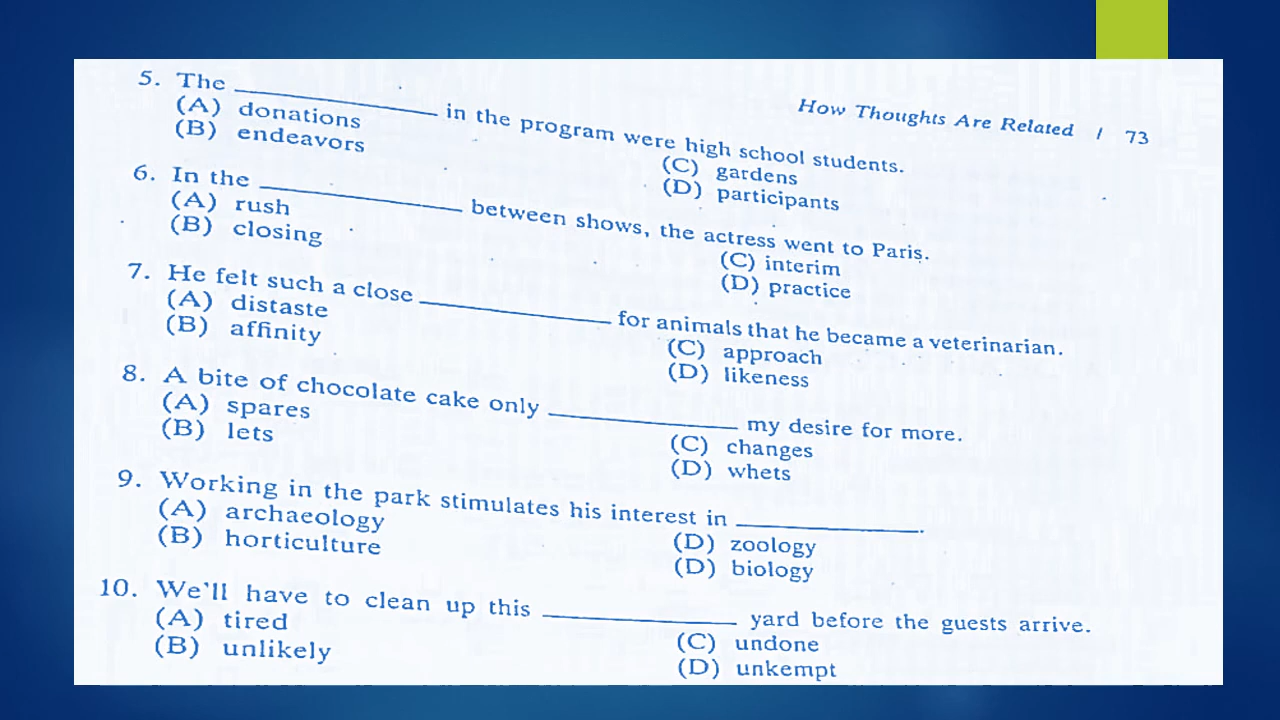 How Thoughts Are Related / 73
5. The ____________ in the program were high school students.
(A) donations (C) gardens
(B) endeavors (D) participants
6. In the ____________ between shows, the actress went to Paris.
(A) rush (C) interim
(B) closing (D) practice
7. He felt such a close ____________ for animals that he became a veterinarian.
(A) distaste (C) approach
(B) affinity (D) likeness
8. A bite of chocolate cake only ____________ my desire for more.
(A) spares (C) changes
(B) lets (D) whets
9. Working in the park stimulates his interest in ____________.
(A) archaeology (D) zoology
(B) horticulture (D) biology
10. We'll have to clean up this ____________ yard before the guests arrive.
(A) tired (C) undone
(B) unlikely (D) unkempt